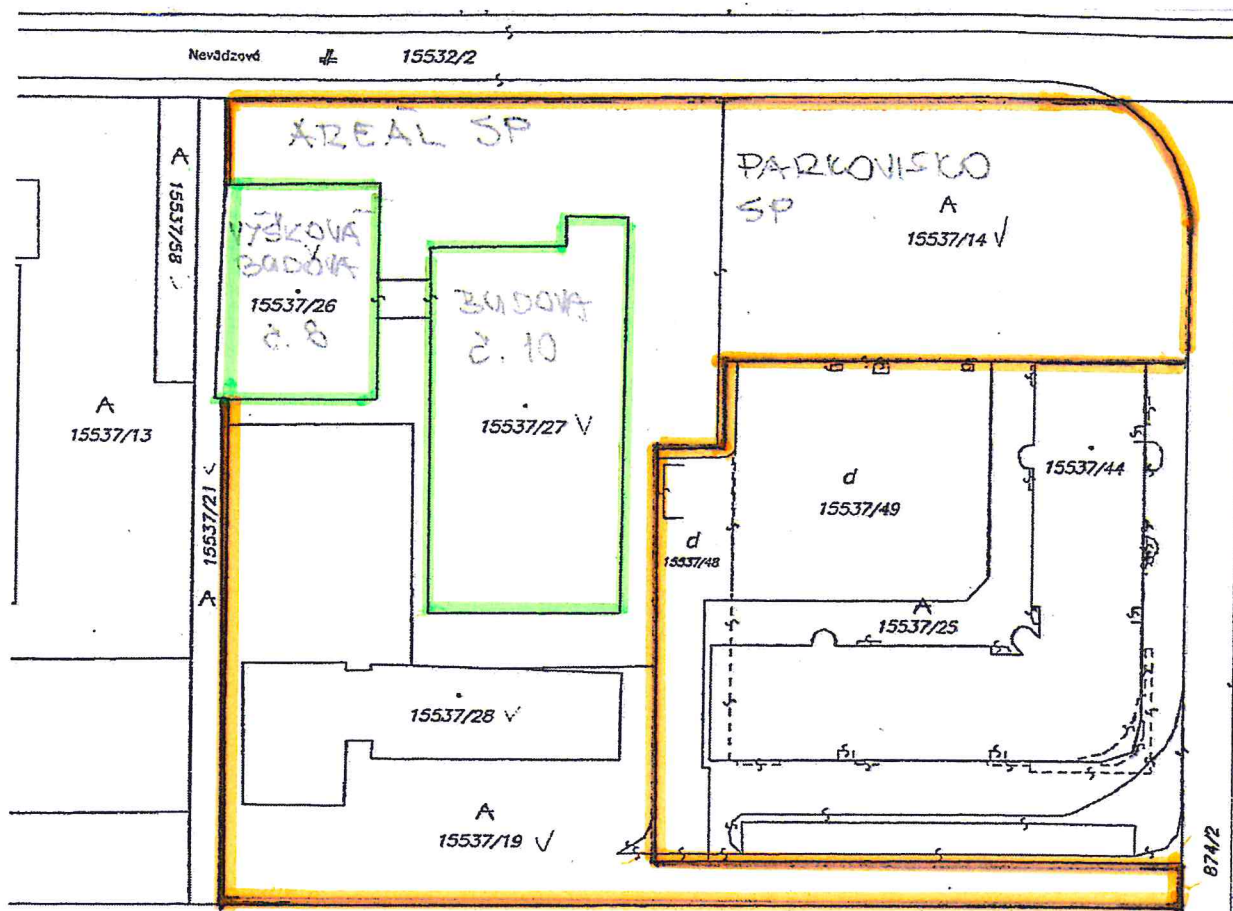 Nevädzová 15532/2
AREÁL SP
PARKOVISKO
SP
A
15537/14 √
A 15537/58 √
VÝŠKOVÁ
BUDOVA
15537/26
č. 8
BUDOVA
č. 10
15537/27 √
A
15537/13
15537/21 √
A
d
15537/49
15537/44
d
15537/48
A
15537/25
15537/28 √
A
15537/19 √
874/2